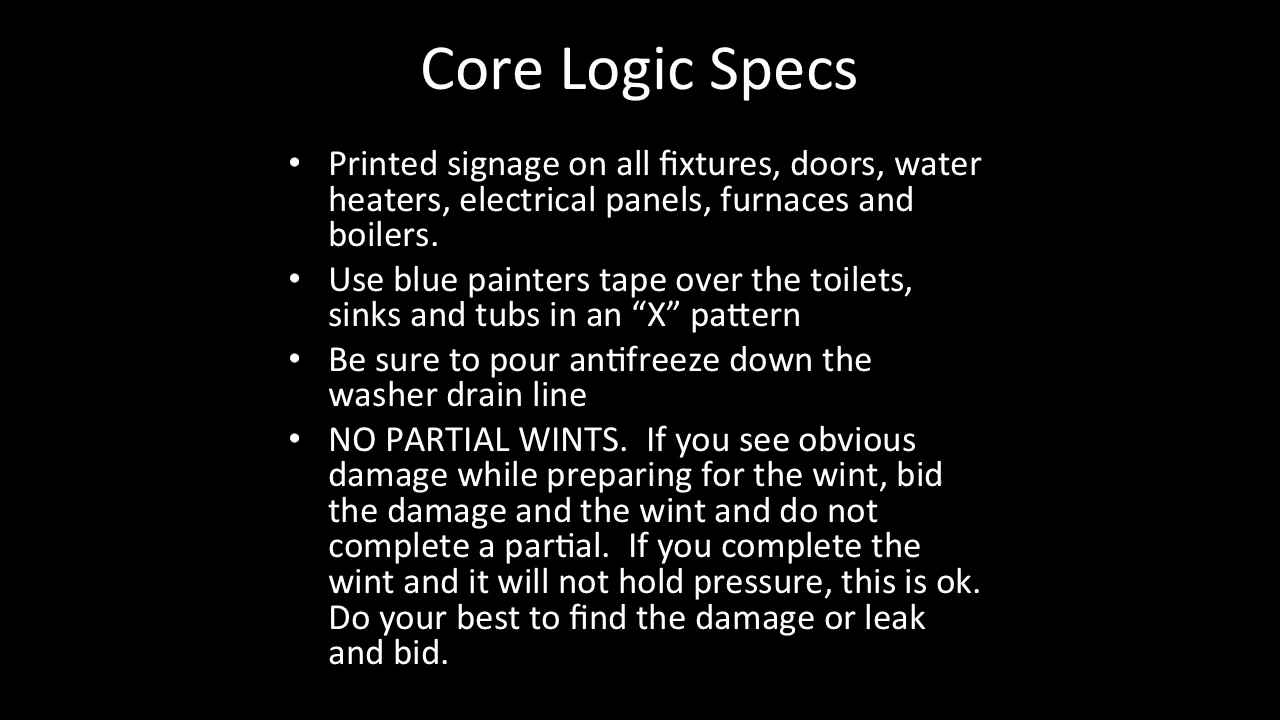 Core Logic Specs
• Printed signage on all fixtures, doors, water
heaters, electrical panels, furnaces and
boilers.
• Use blue painters tape over the toilets,
sinks and tubs in an “X” pattern
• Be sure to pour antifreeze down the
washer drain line
• NO PARTIAL WINTS.  If you see obvious
damage while preparing for the wint, bid
the damage and the wint and do not
complete a partial.  If you complete the
wint and it will not hold pressure, this is ok.
Do your best to find the damage or leak
and bid.